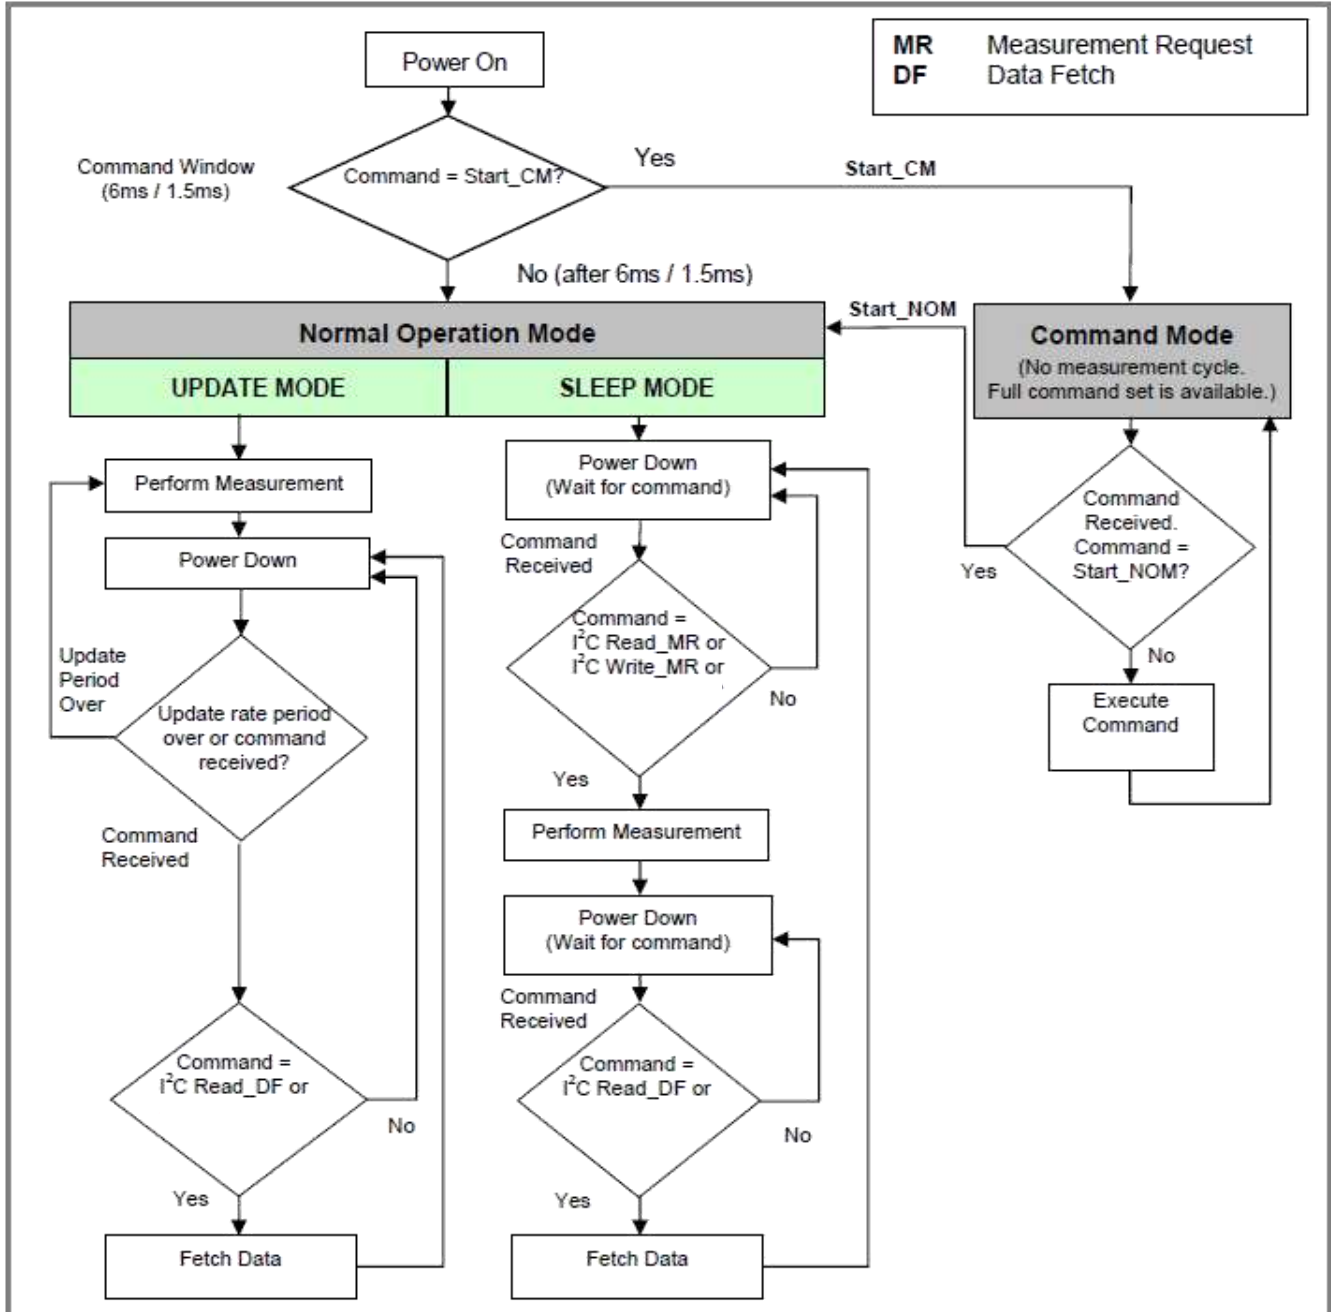 Power On
MR Measurement Request
DF Data Fetch
Command Window
(6ms / 1.5ms)
Command = Start_CM?
Yes
Start_CM
No (after 6ms / 1.5ms)
Normal Operation Mode
Start_NOM
Command Mode
(No measurement cycle.
Full command set is available.)
UPDATE MODE
SLEEP MODE
Perform Measurement
Power Down
Update
Period
Over
Update rate period
over or command
received?
Command
Received
Command =
I²C Read_DF or
No
Yes
Fetch Data
Power Down
(Wait for command)
Command
Received
Command =
I²C Read_MR or
I²C Write_MR or
No
Yes
Perform Measurement
Power Down
(Wait for command)
Command
Received
Command =
I²C Read_DF or
No
Yes
Fetch Data
Command
Received.
Command =
Start_NOM?
Yes
No
Execute
Command